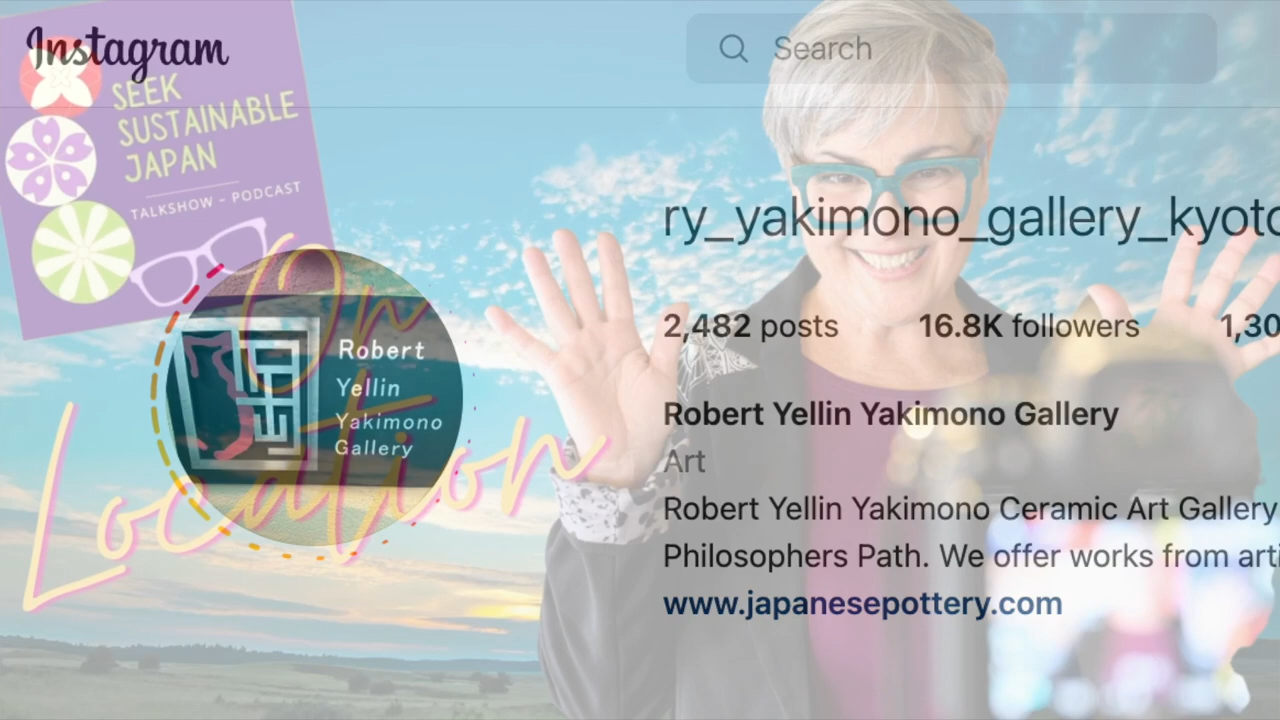 Instagram
Search
SEEK
SUSTAINABLE
JAPAN
TALKSHOW - PODCAST
ry_yakimono_gallery_kyoto
2,482 posts 16.8K followers 1,30
On
Location
Robert
Yellin
Yakimono
Gallery
Robert Yellin Yakimono Gallery
Art
Robert Yellin Yakimono Ceramic Art Gallery
Philosophers Path. We offer works from arti
www.japanesepottery.com